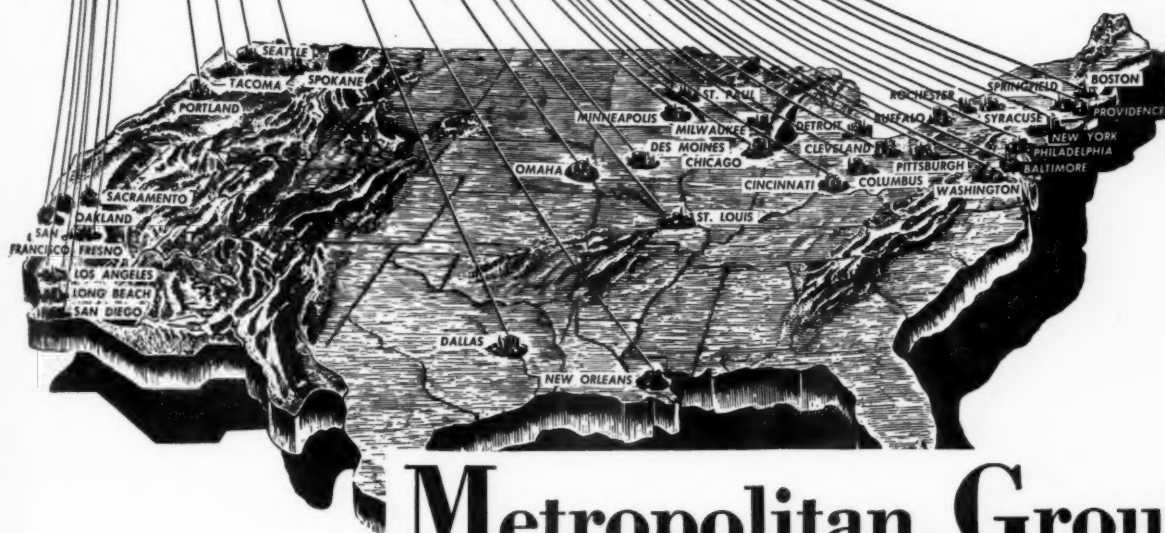 SEATTLE
TACOMA
SPOKANE
PORTLAND
SACRAMENTO
OAKLAND
SAN
FRANCISCO
FRESNO
LOS ANGELES
LONG BEACH
SAN DIEGO
ST. PAUL
MINNEAPOLIS
MILWAUKEE
DES MOINES
CHICAGO
OMAHA
ST. LOUIS
DALLAS
NEW ORLEANS
ROCHESTER
SPRINGFIELD
BOSTON
DETROIT
BUFFALO
SYRACUSE
PROVIDENCE
CLEVELAND
NEW YORK
PHILADELPHIA
PITTSBURGH
BALTIMORE
CINCINNATI
COLUMBUS
WASHINGTON
Metropolitan Grou